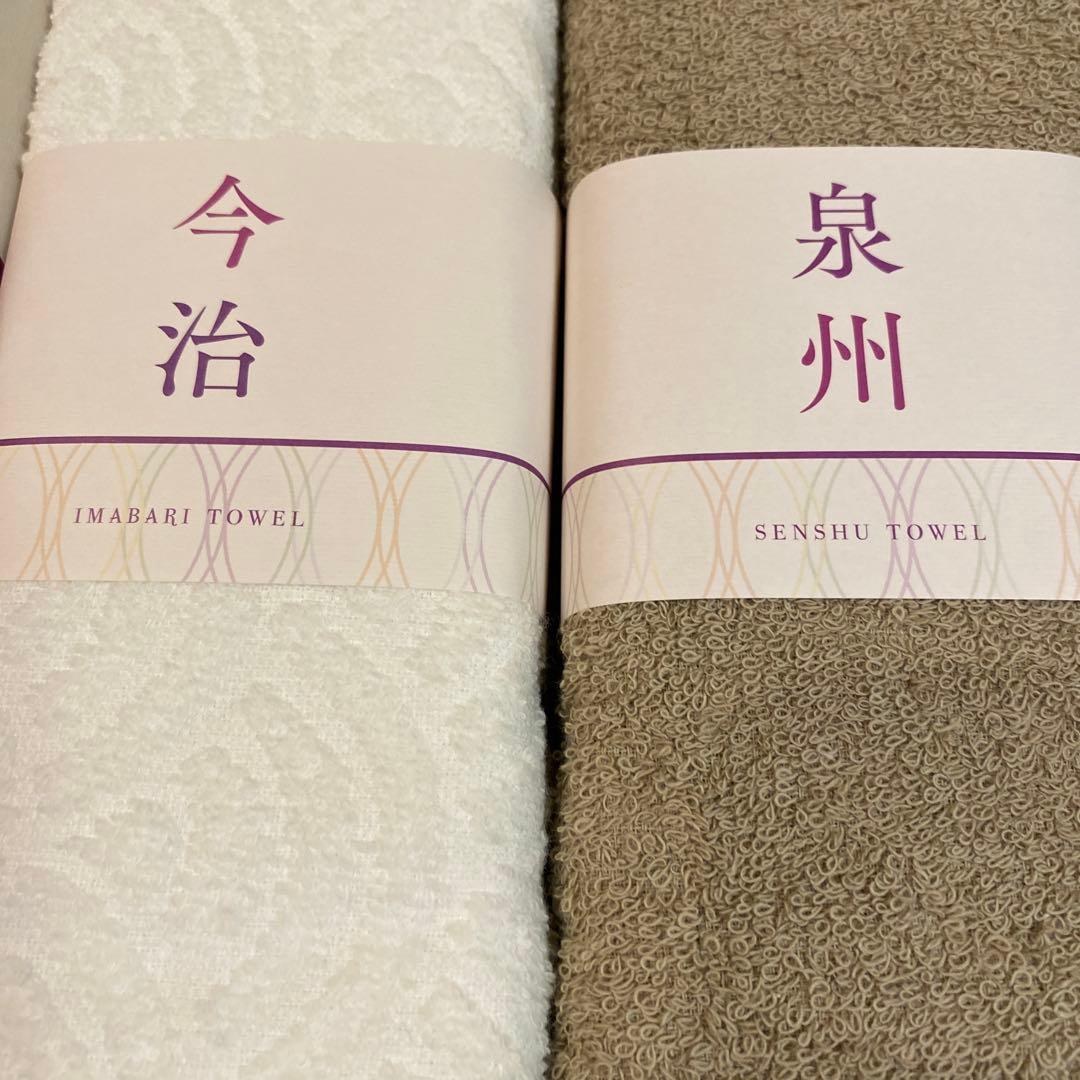 今治
IMABARI TOWEL
泉州
SENSHU TOWEL